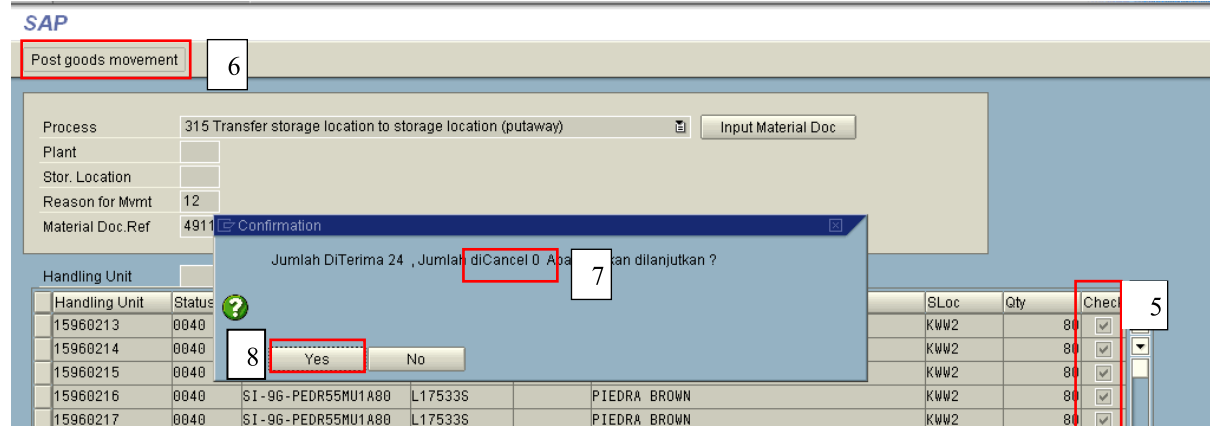 SAP
Post goods movement
6
Process 315 Transfer storage location to storage location (putaway) Input Material Doc
Plant
Stor. Location
Reason for Mvmt 12
Material Doc.Ref 4911
Confirmation
Jumlah DiTerima 24 , Jumlah diCancel 0 Apa kan dilanjutkan ?
7
Handling Unit
Handling Unit Status SLoc Qty Check
5
15960213 0040 KWW2 80
15960214 0040 KWW2 80
8
Yes No
15960215 0040 KWW2 80
15960216 0040 SI-9G-PEDR55MU1A80 L17533S PIEDRA BROWN KWW2 80
15960217 0040 SI-9G-PEDR55MU1A80 L17533S PIEDRA BROWN KWW2 80